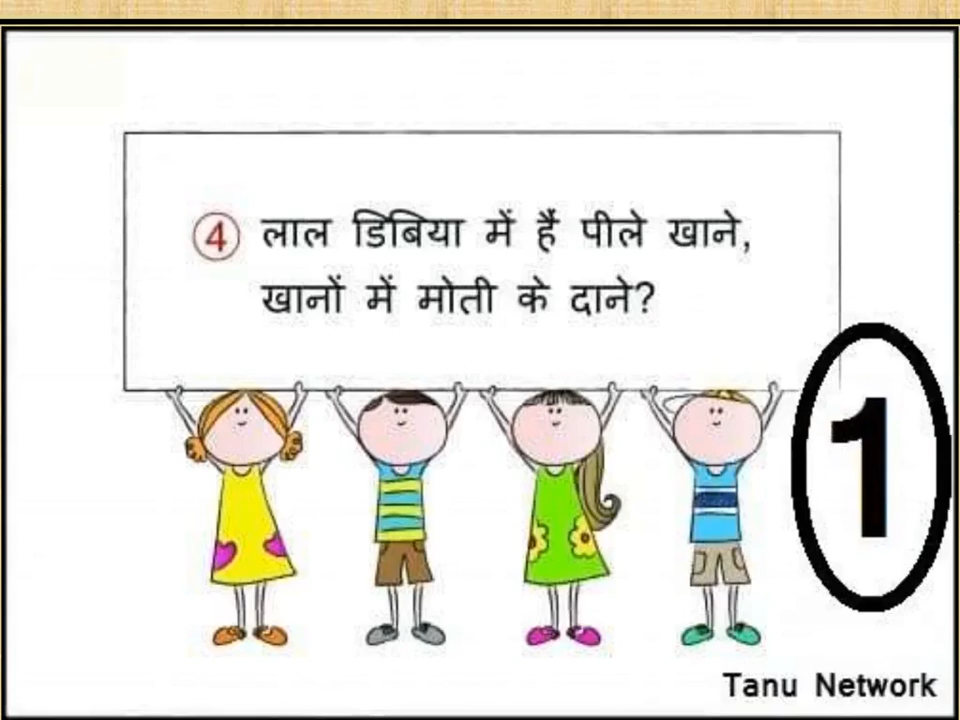 ④ लाल डिबिया में हैं पीले खाने,
खानों में मोती के दाने?
1
Tanu Network